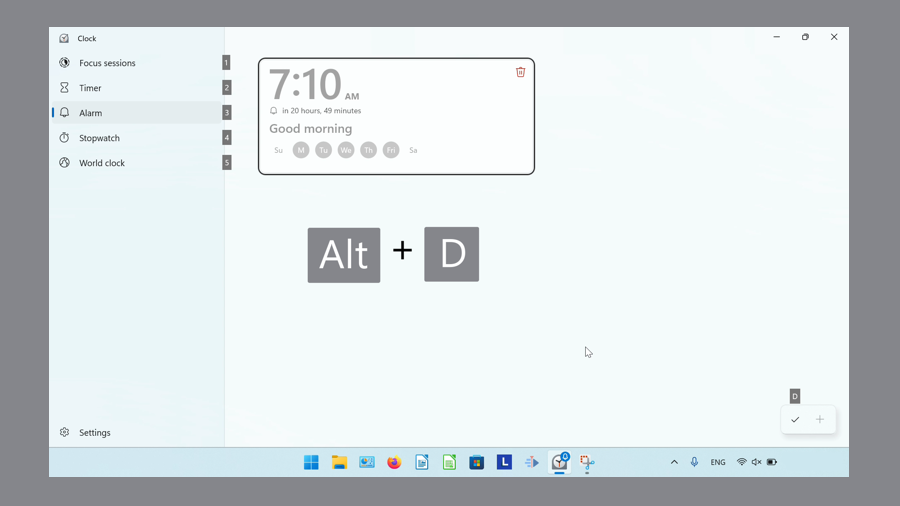 Clock
Focus sessions 1
Timer 2
Alarm 3
Stopwatch 4
World clock 5
7:10 AM
in 20 hours, 49 minutes
Good morning
Su M Tu We Th Fri Sa
Alt + D
D
Settings
L
ENG